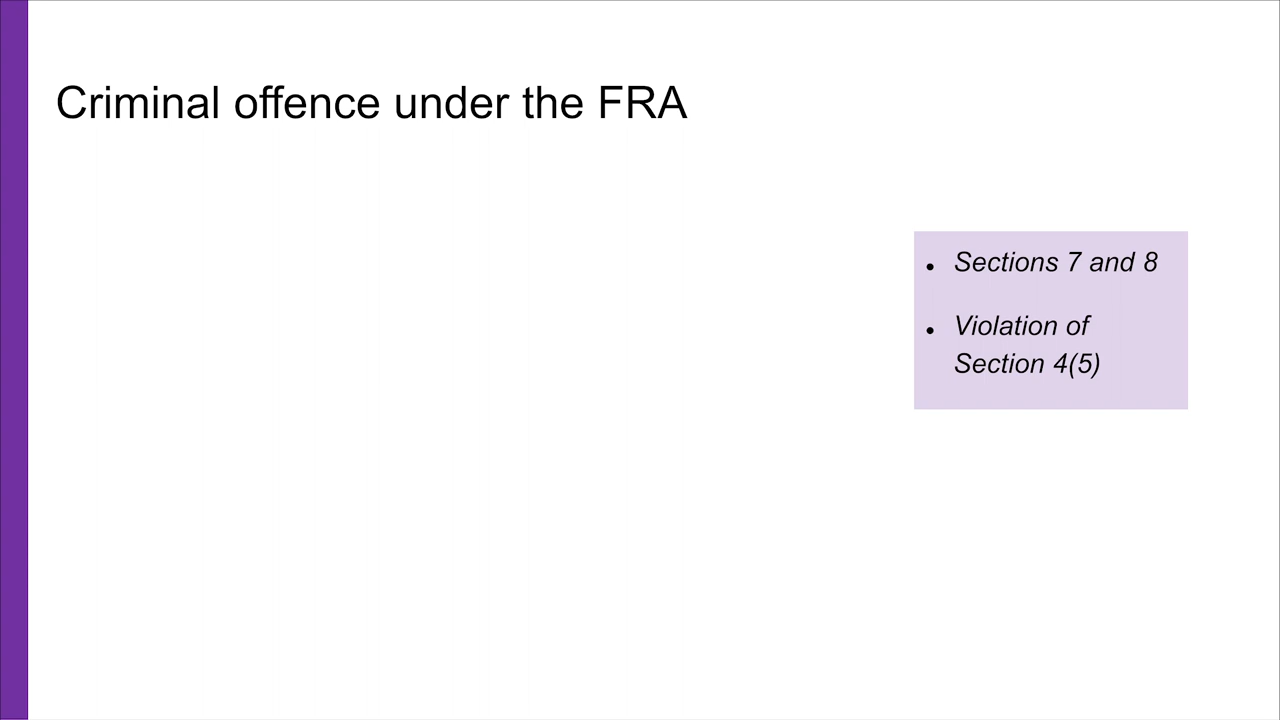 Criminal offence under the FRA
• Sections 7 and 8
• Violation of
Section 4(5)